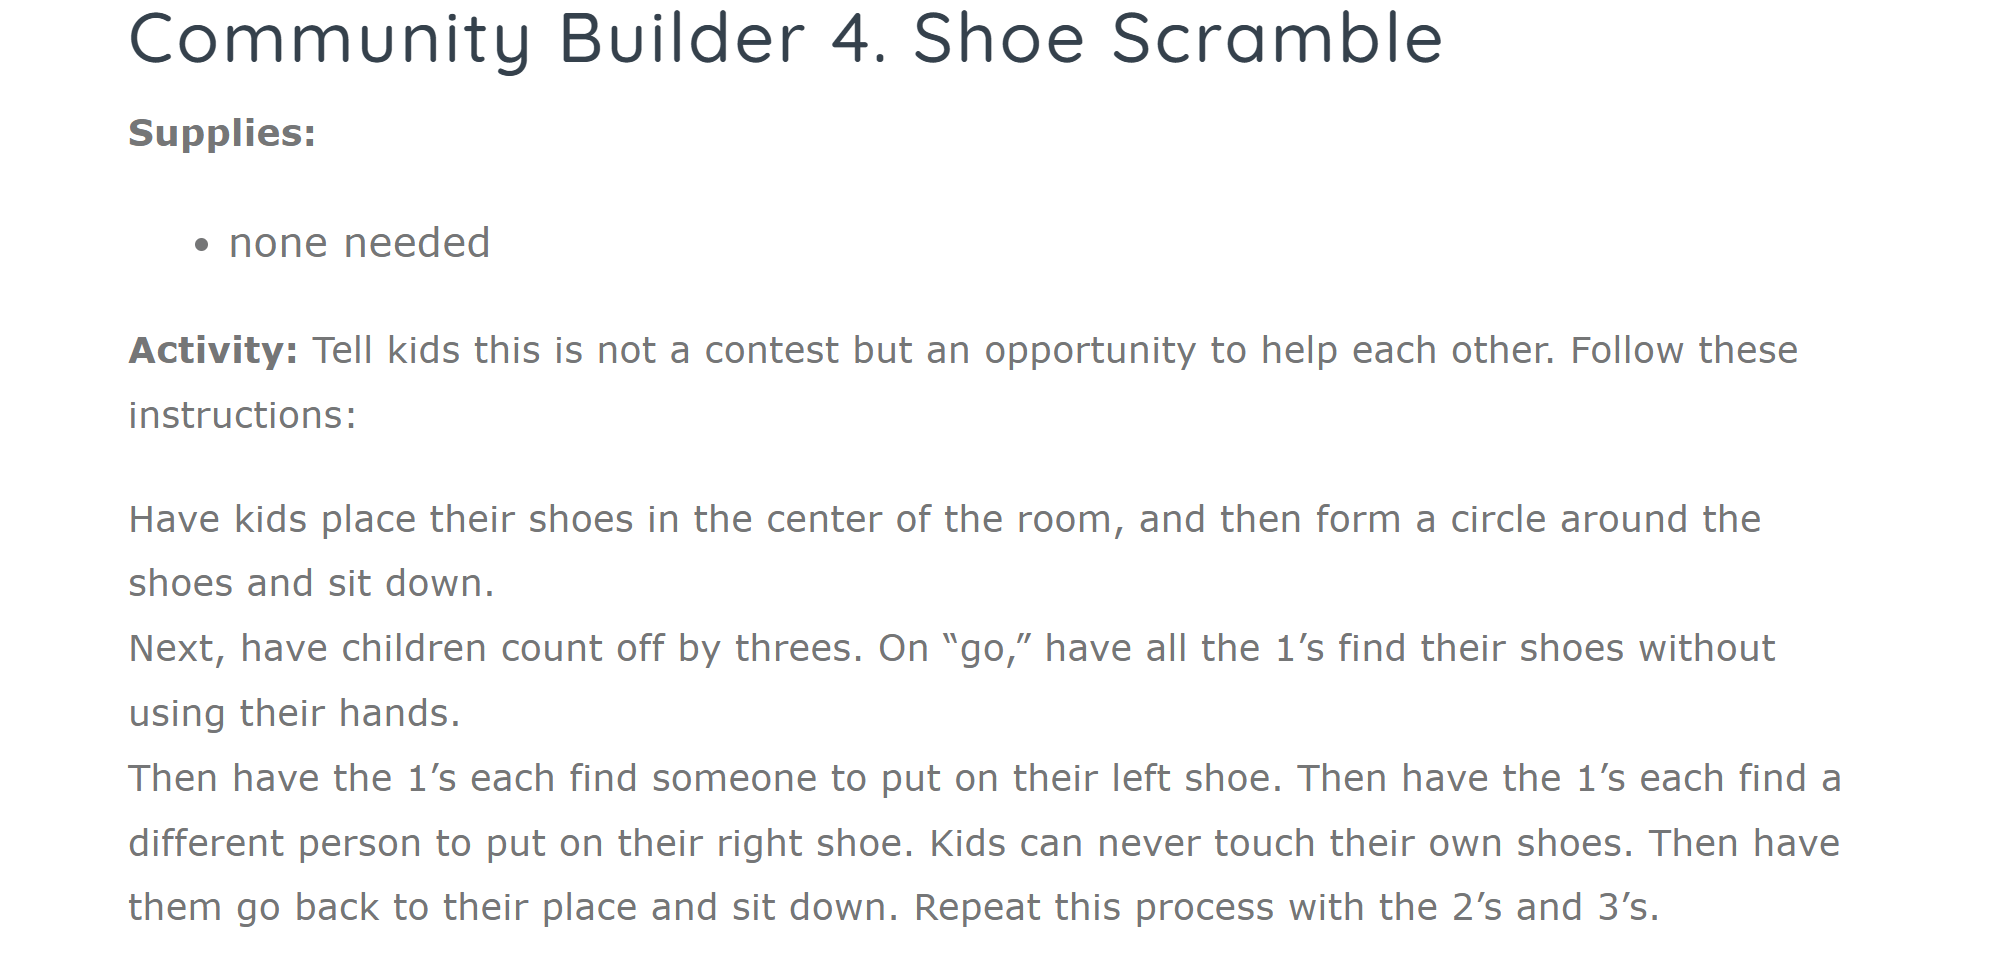 Community Builder 4. Shoe Scramble
Supplies:
• none needed
Activity: Tell kids this is not a contest but an opportunity to help each other. Follow these
instructions:
Have kids place their shoes in the center of the room, and then form a circle around the
shoes and sit down.
Next, have children count off by threes. On “go,” have all the 1’s find their shoes without
using their hands.
Then have the 1’s each find someone to put on their left shoe. Then have the 1’s each find a
different person to put on their right shoe. Kids can never touch their own shoes. Then have
them go back to their place and sit down. Repeat this process with the 2’s and 3’s.